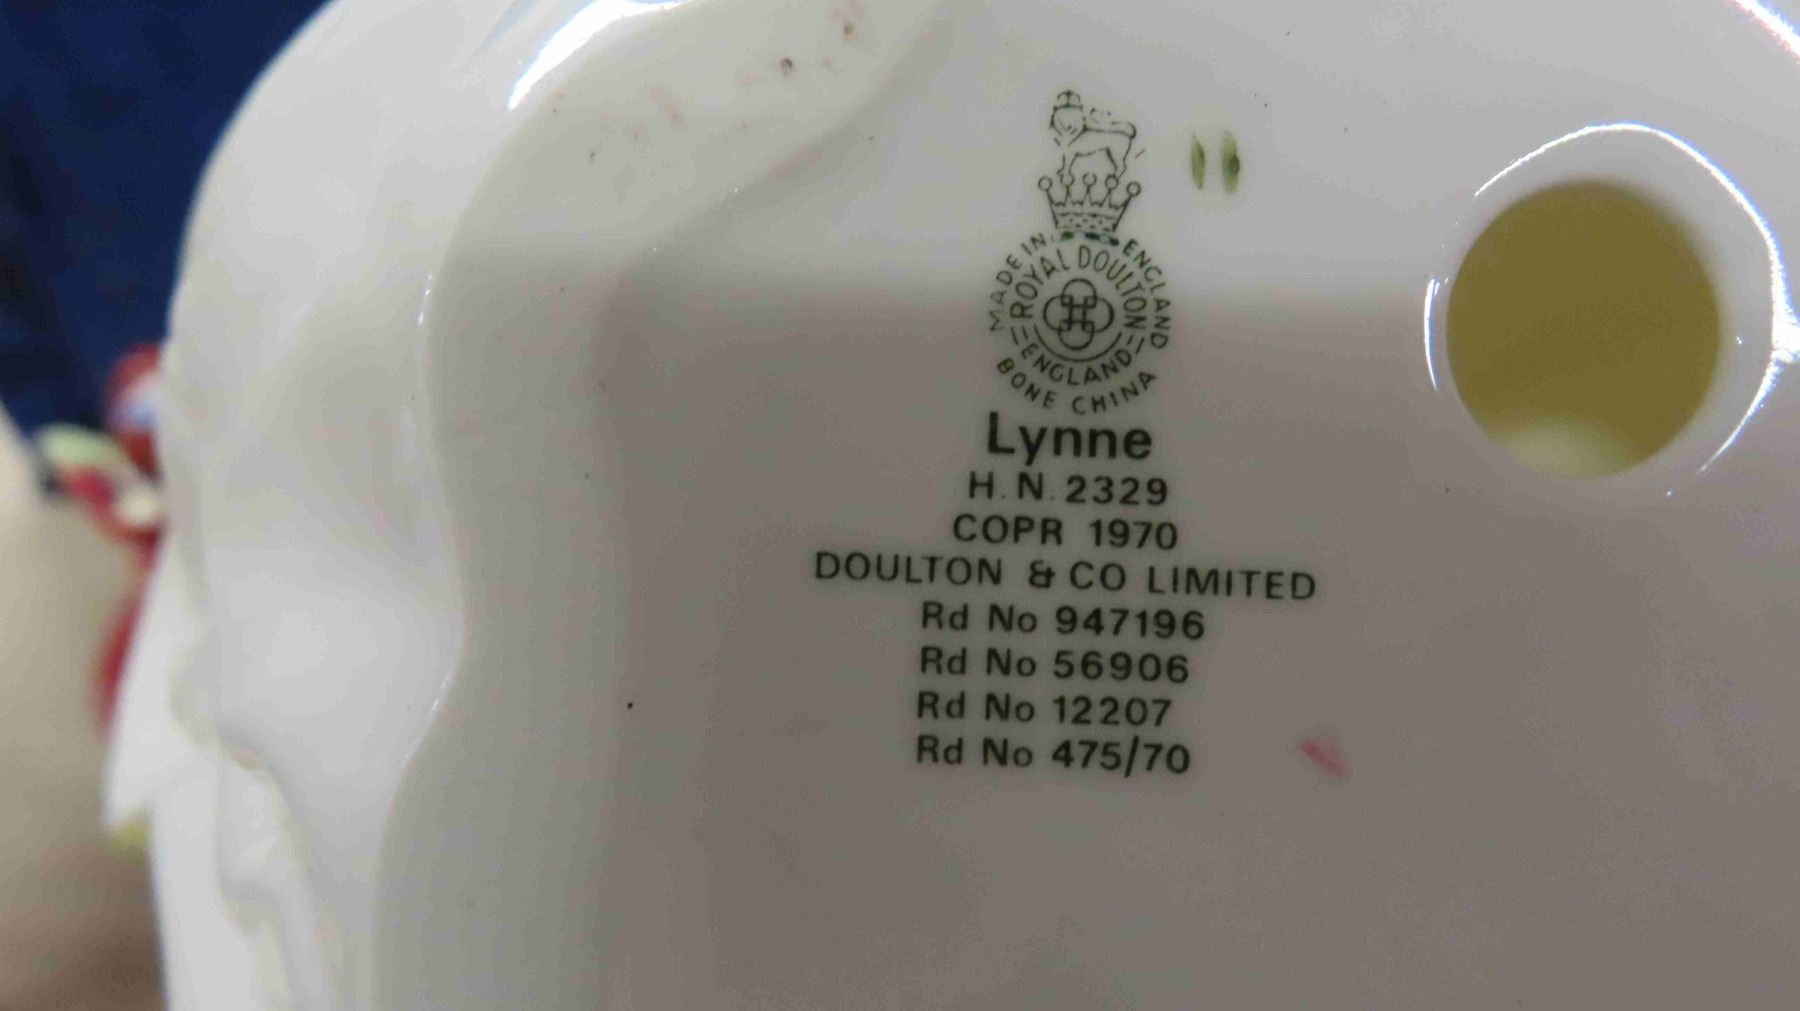 MADE IN ENGLAND
ROYAL DOULTON
ENGLAND
BONE CHINA
Lynne
H.N.2329
COPR 1970
DOULTON & CO LIMITED
Rd No 947196
Rd No 56906
Rd No 12207
Rd No 475/70